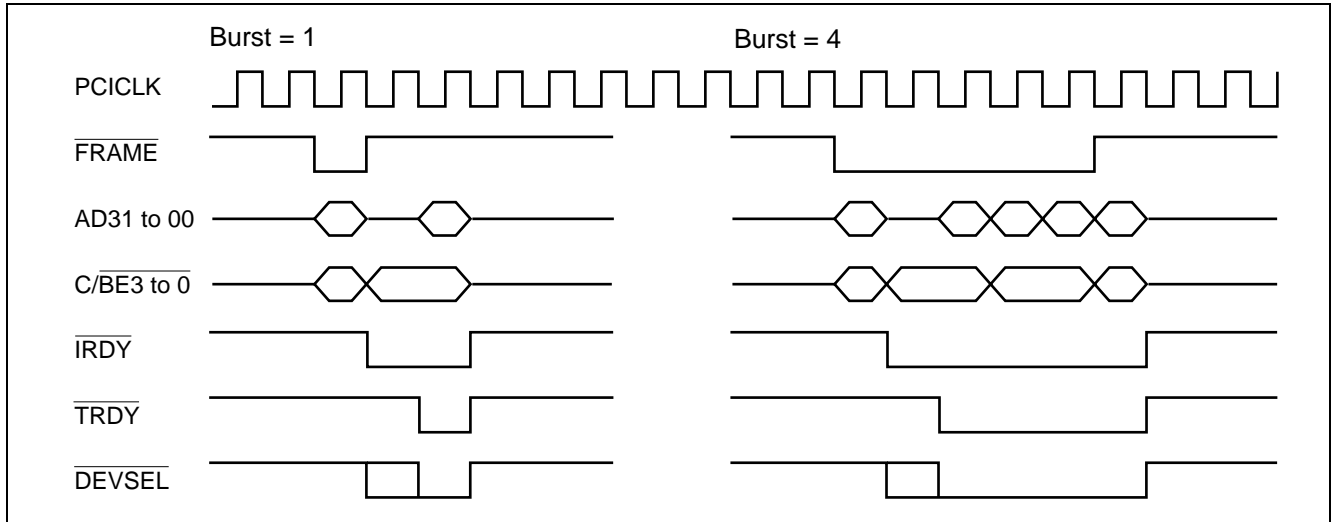 Burst = 1
Burst = 4
PCICLK
FRAME
AD31 to 00
C/BE3 to 0
IRDY
TRDY
DEVSEL